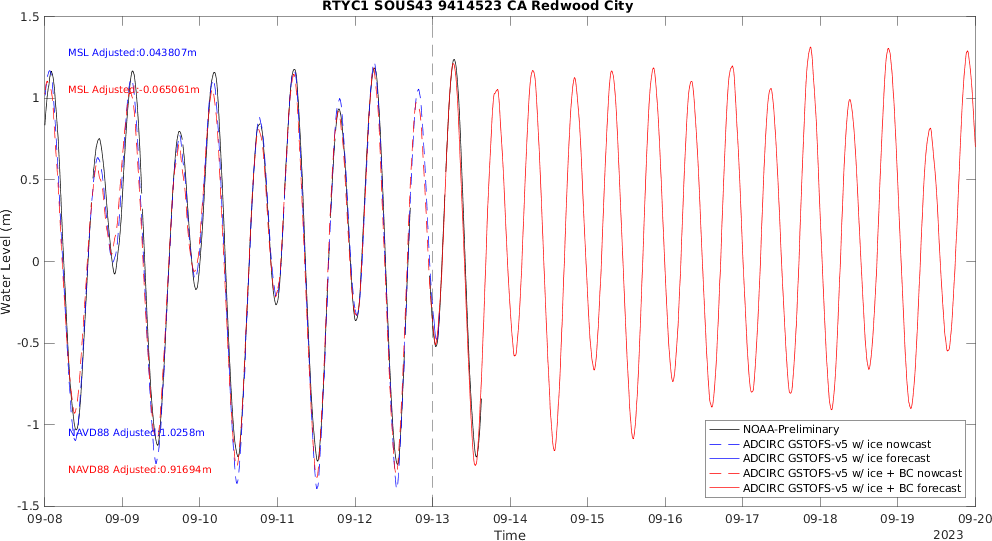 RTYC1 SOUS43 9414523 CA Redwood City
1.5
1
0.5
0
-0.5
-1
-1.5
Water Level (m)
MSL Adjusted:0.043807m
MSL Adjusted:-0.065061m
NAVD88 Adjusted:1.0258m
NAVD88 Adjusted:0.91694m
NOAA-Preliminary
ADCIRC GSTOFS-v5 w/ ice nowcast
ADCIRC GSTOFS-v5 w/ ice forecast
ADCIRC GSTOFS-v5 w/ ice + BC nowcast
ADCIRC GSTOFS-v5 w/ ice + BC forecast
09-08 09-09 09-10 09-11 09-12 09-13 09-14 09-15 09-16 09-17 09-18 09-19 09-20
Time
2023